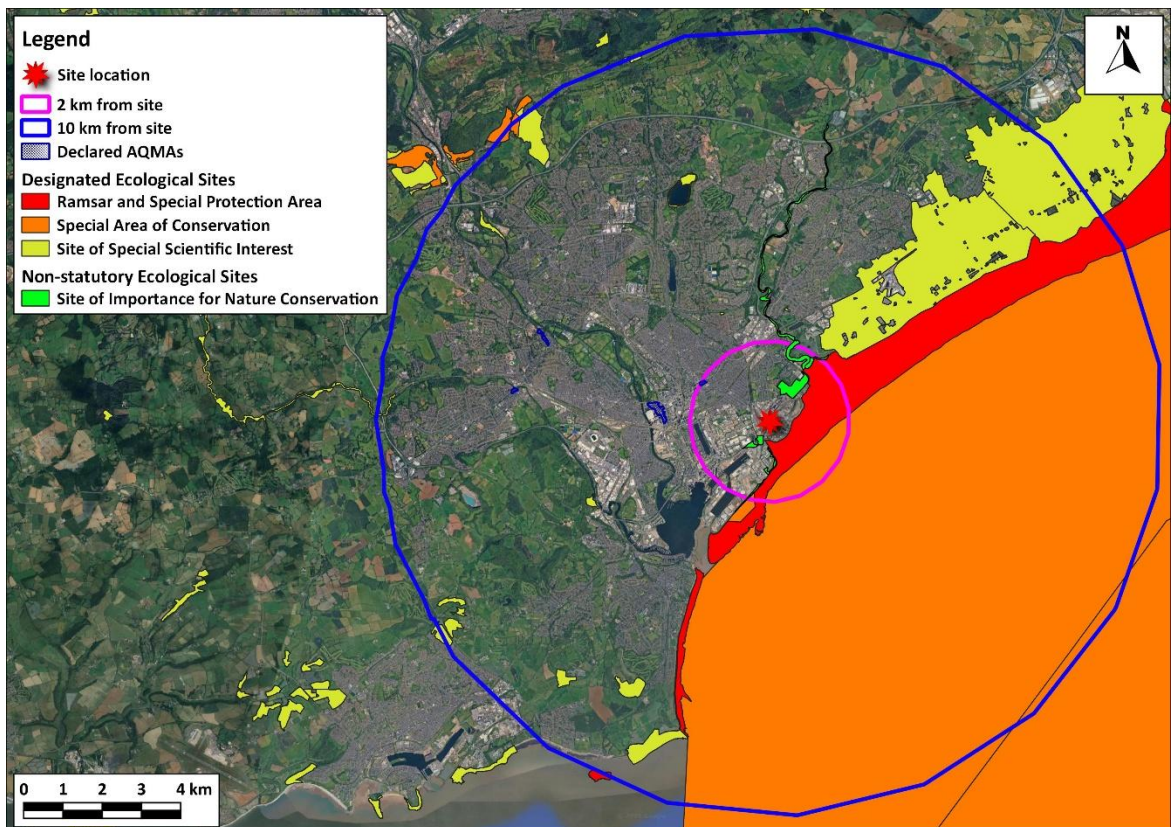 Legend
Site location
2 km from site
10 km from site
Declared AQMAs
Designated Ecological Sites
Ramsar and Special Protection Area
Special Area of Conservation
Site of Special Scientific Interest
Non-statutory Ecological Sites
Site of Importance for Nature Conservation
N
0 1 2 3 4 km